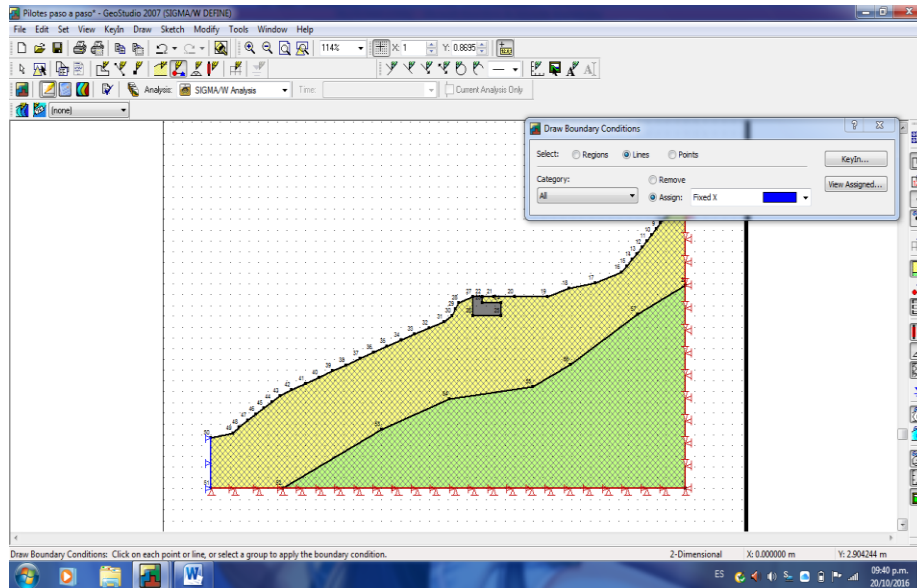 Pilotes paso a paso* - GeoStudio 2007 (SIGMA/W DEFINE)
File Edit Set View KeyIn Draw Sketch Modify Tools Window Help
114% X: 1 Y: 0.8695
Analysis: SIGMA/W Analysis Time: Current Analysis Only
(none)
Draw Boundary Conditions
Select: Regions Lines Points
KeyIn...
Category: Remove
View Assigned...
All Assign: Fixed X
Draw Boundary Conditions: Click on each point or line, or select a group to apply the boundary condition.
2-Dimensional X: 0.000000 m Y: 2.904244 m
ES
09:40 p.m.
20/10/2016